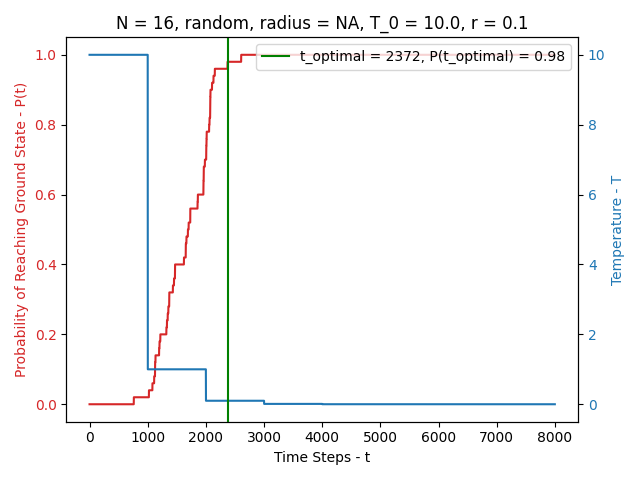 N = 16, random, radius = NA, T_0 = 10.0, r = 0.1
t_optimal = 2372, P(t_optimal) = 0.98
Probability of Reaching Ground State - P(t)
1.0
0.8
0.6
0.4
0.2
0.0
10
8
6
4
2
0
Temperature - T
0 1000 2000 3000 4000 5000 6000 7000 8000
Time Steps - t